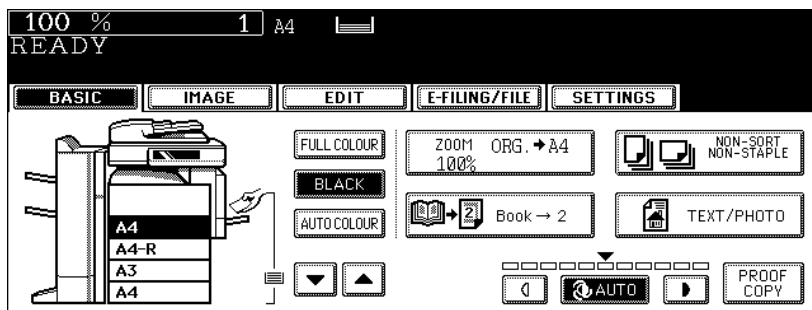 100 % 1 A4
READY
BASIC IMAGE EDIT E-FILING/FILE SETTINGS
FULL COLOUR
BLACK
AUTO COLOUR
A4
A4-R
A3
A4
ZOOM ORG.➔A4
100%
NON-SORT
NON-STAPLE
2 Book → 2
TEXT/PHOTO
AUTO
PROOF
COPY